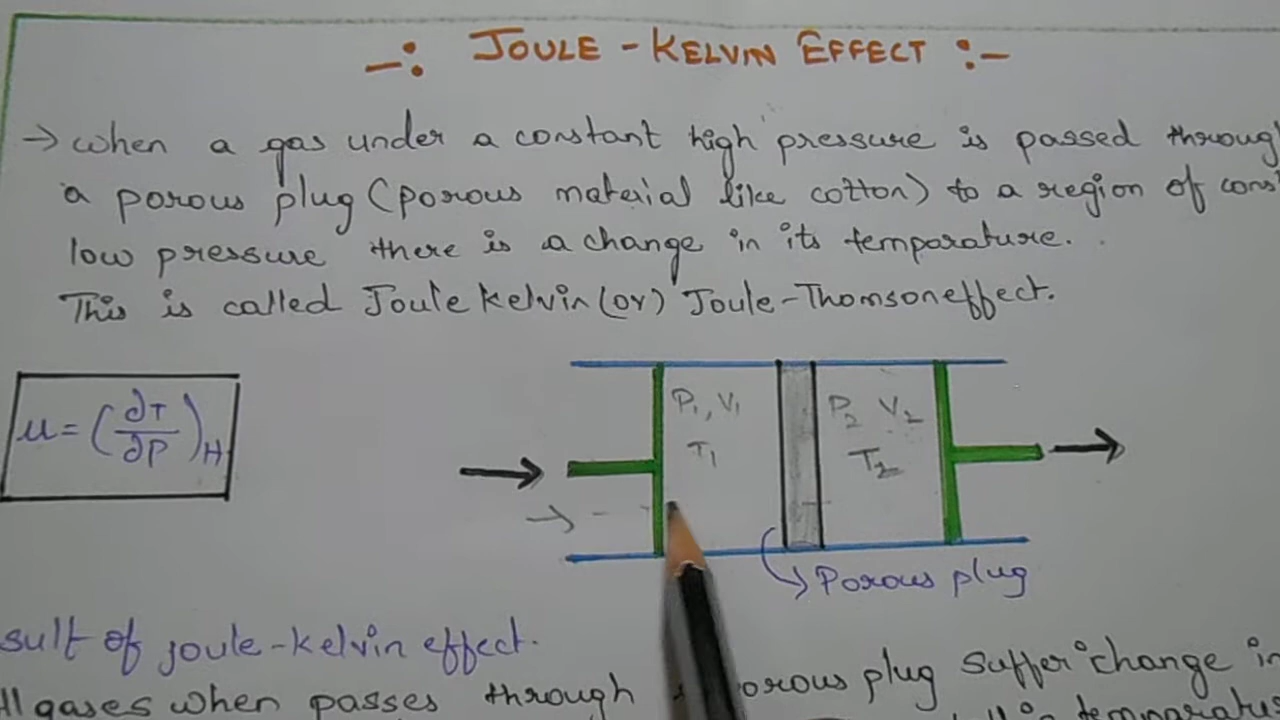 -: JOULE - KELVIN EFFECT :-
→ When a gas under a constant high pressure is passed throug
a porous plug (porous material like cotton) to a region of const
low pressure there is a change in its temparature.
This is called Joule kelvin (or) Joule-Thomson effect.
μ = (∂T/∂P)H
P1, V1
T1
P2 V2
T2
Porous plug
sult of joule-kelvin effect.
ll gases when passes through orous plug suffer change in
temparatu